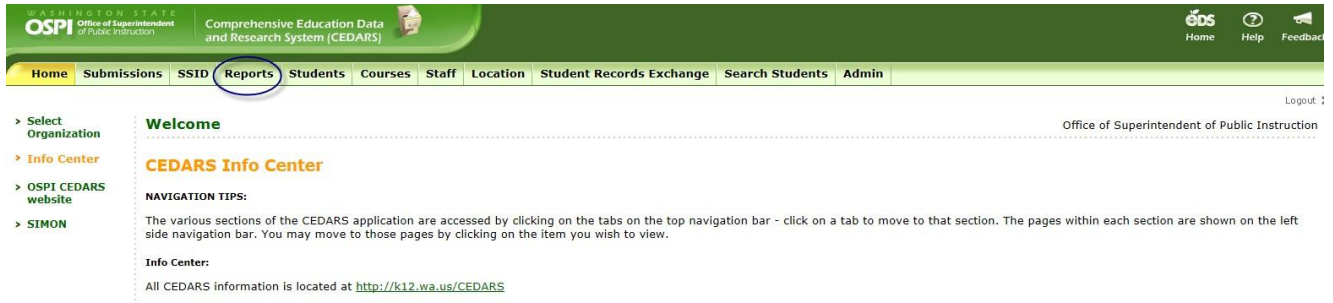 WASHINGTON STATE
OSPI Office of Superintendent of Public Instruction
Comprehensive Education Data
and Research System (CEDARS)
eds
Home Help Feedback
Home Submissions SSID Reports Students Courses Staff Location Student Records Exchange Search Students Admin
Logout
> Select Organization
> Info Center
> OSPI CEDARS website
> SIMON
Welcome
Office of Superintendent of Public Instruction
CEDARS Info Center
NAVIGATION TIPS:
The various sections of the CEDARS application are accessed by clicking on the tabs on the top navigation bar - click on a tab to move to that section. The pages within each section are shown on the left
side navigation bar. You may move to those pages by clicking on the item you wish to view.
Info Center:
All CEDARS information is located at http://k12.wa.us/CEDARS